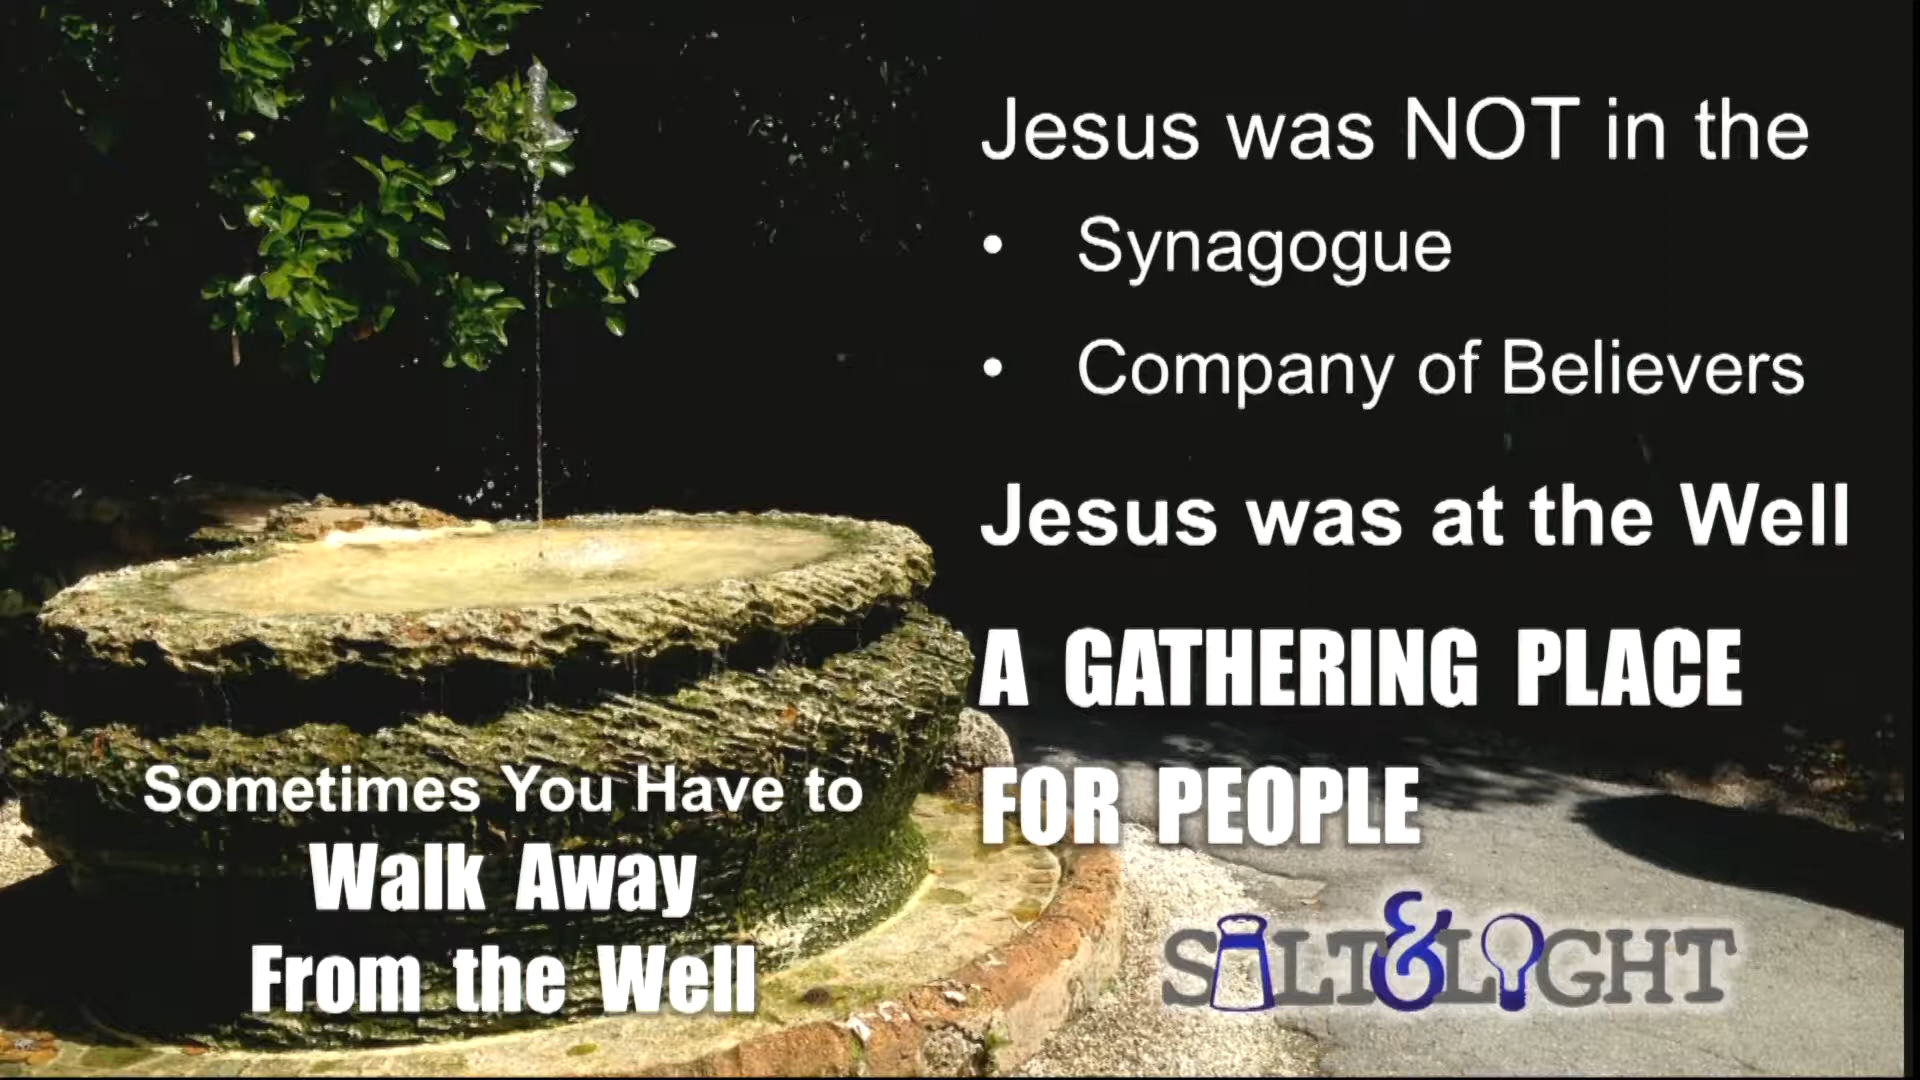 Jesus was NOT in the
• Synagogue
• Company of Believers
Jesus was at the Well
A GATHERING PLACE
FOR PEOPLE
Sometimes You Have to
Walk Away
From the Well
SALT&LIGHT